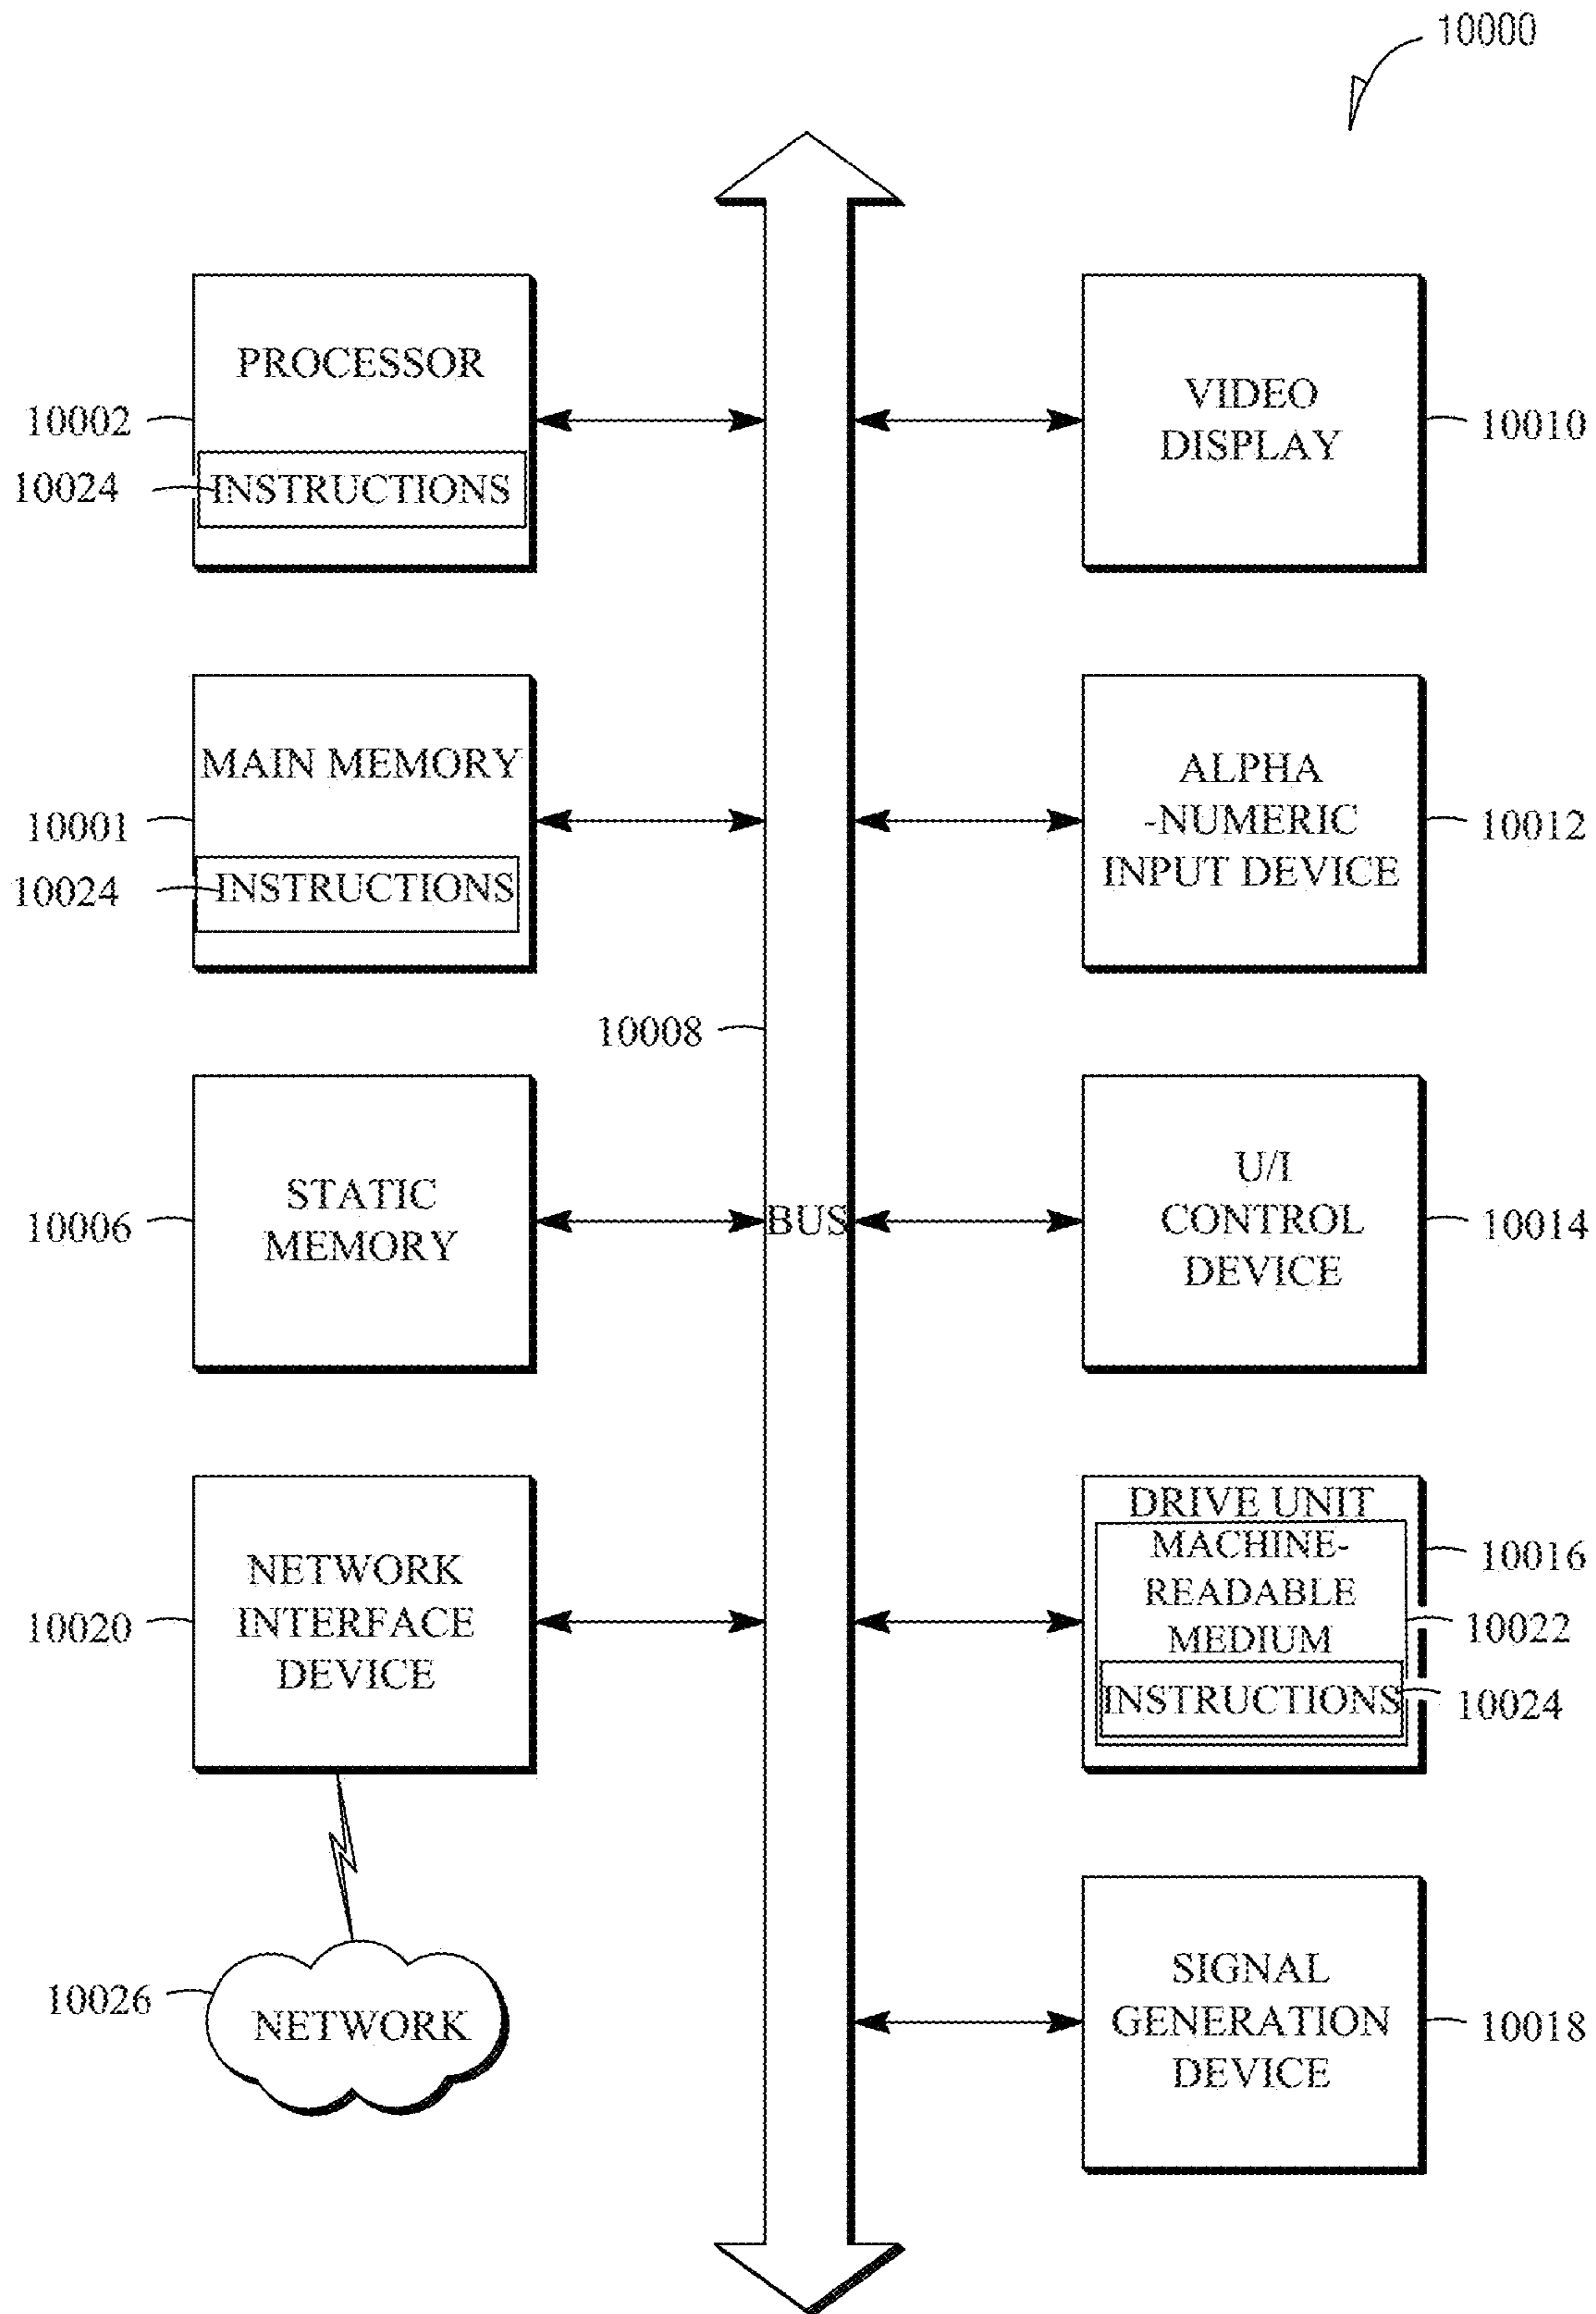 10000
PROCESSOR
10002
10024
INSTRUCTIONS
VIDEO
DISPLAY
10010
MAIN MEMORY
10001
10024
INSTRUCTIONS
ALPHA
-NUMERIC
INPUT DEVICE
10012
10008
STATIC
MEMORY
10006
BUS
U/I
CONTROL
DEVICE
10014
NETWORK
INTERFACE
DEVICE
10020
DRIVE UNIT
MACHINE-
READABLE
MEDIUM
INSTRUCTIONS
10016
10022
10024
10026
NETWORK
SIGNAL
GENERATION
DEVICE
10018